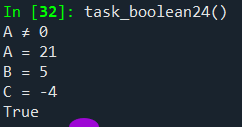 In [32]: task_boolean24()
A ≠ 0
A = 21
B = 5
C = -4
True